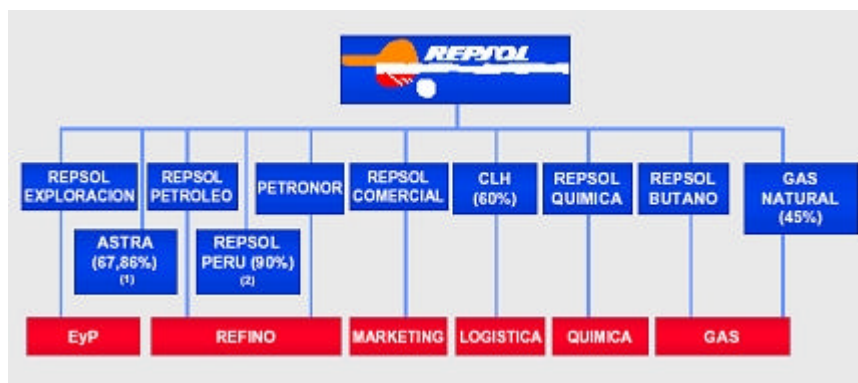 REPSOL
REPSOL
EXPLORACION
REPSOL
PETROLEO
PETRONOR
REPSOL
COMERCIAL
CLH
(60%)
REPSOL
QUIMICA
REPSOL
BUTANO
GAS
NATURAL
(45%)
ASTRA
(67,86%)
(1)
REPSOL
PERU (90%)
(2)
EyP
REFINO
MARKETING
LOGISTICA
QUIMICA
GAS